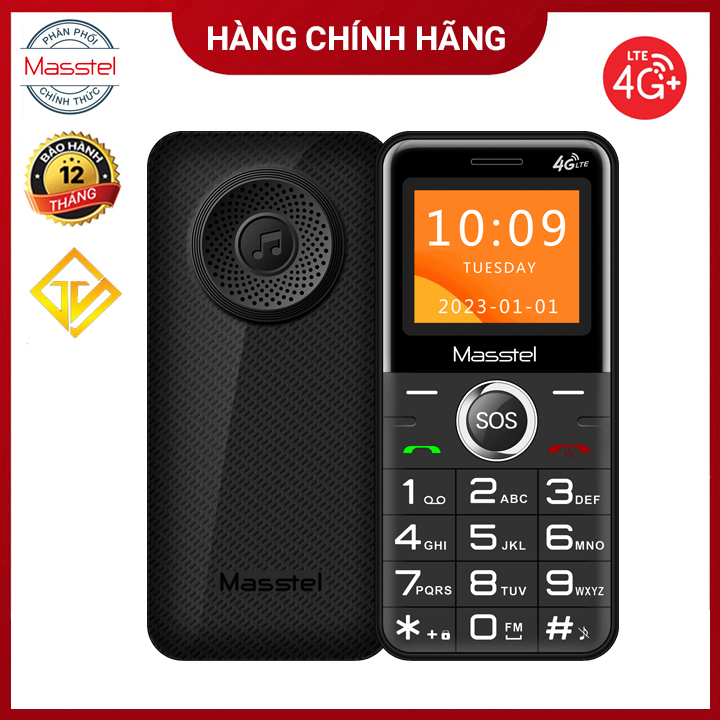 HÀNG CHÍNH HÃNG
PHÂN PHỐI
Masstel
CHÍNH THỨC
LTE
4G+
BẢO HÀNH
12
THÁNG
4G LTE
10:09
TUESDAY
2023-01-01
Masstel
SOS
1
2 ABC
3 DEF
4 GHI
5 JKL
6 MNO
7 PQRS
8 TUV
9 WXYZ
* +
0 FM
#
Masstel